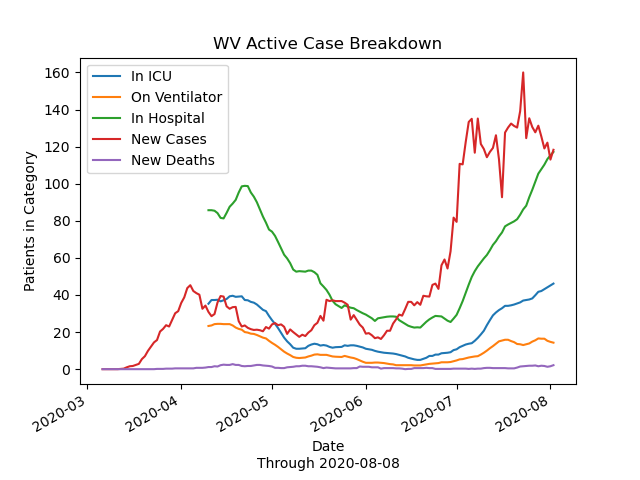 WV Active Case Breakdown
160
140
120
100
80
60
40
20
0
Patients in Category
In ICU
On Ventilator
In Hospital
New Cases
New Deaths
2020-03
2020-04
2020-05
2020-06
2020-07
2020-08
Date
Through 2020-08-08